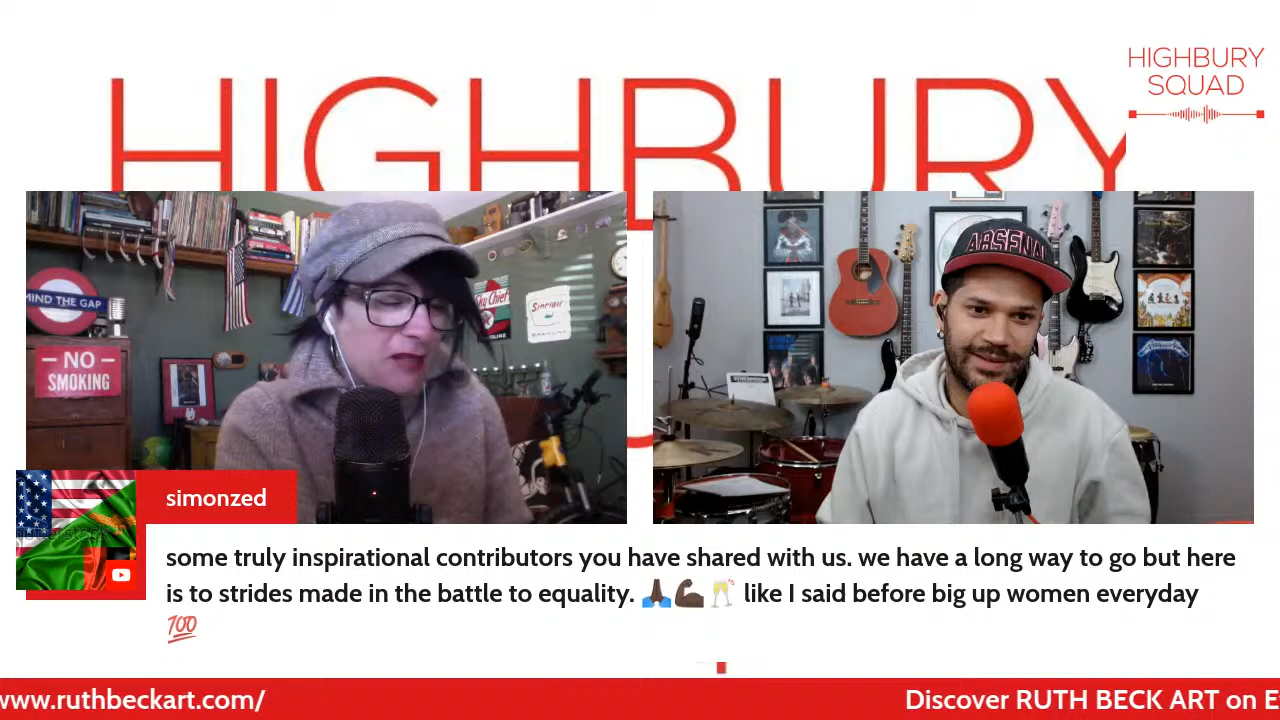 HIGHBURY
HIGHBURY
SQUAD
MIND THE GAP
NO
SMOKING
Sinclair
ARSENAL
simonzed
some truly inspirational contributors you have shared with us. we have a long way to go but here
is to strides made in the battle to equality. 🙏🏿💪🏿🥂 like I said before big up women everyday
💯
www.ruthbeckart.com/
Discover RUTH BECK ART on E